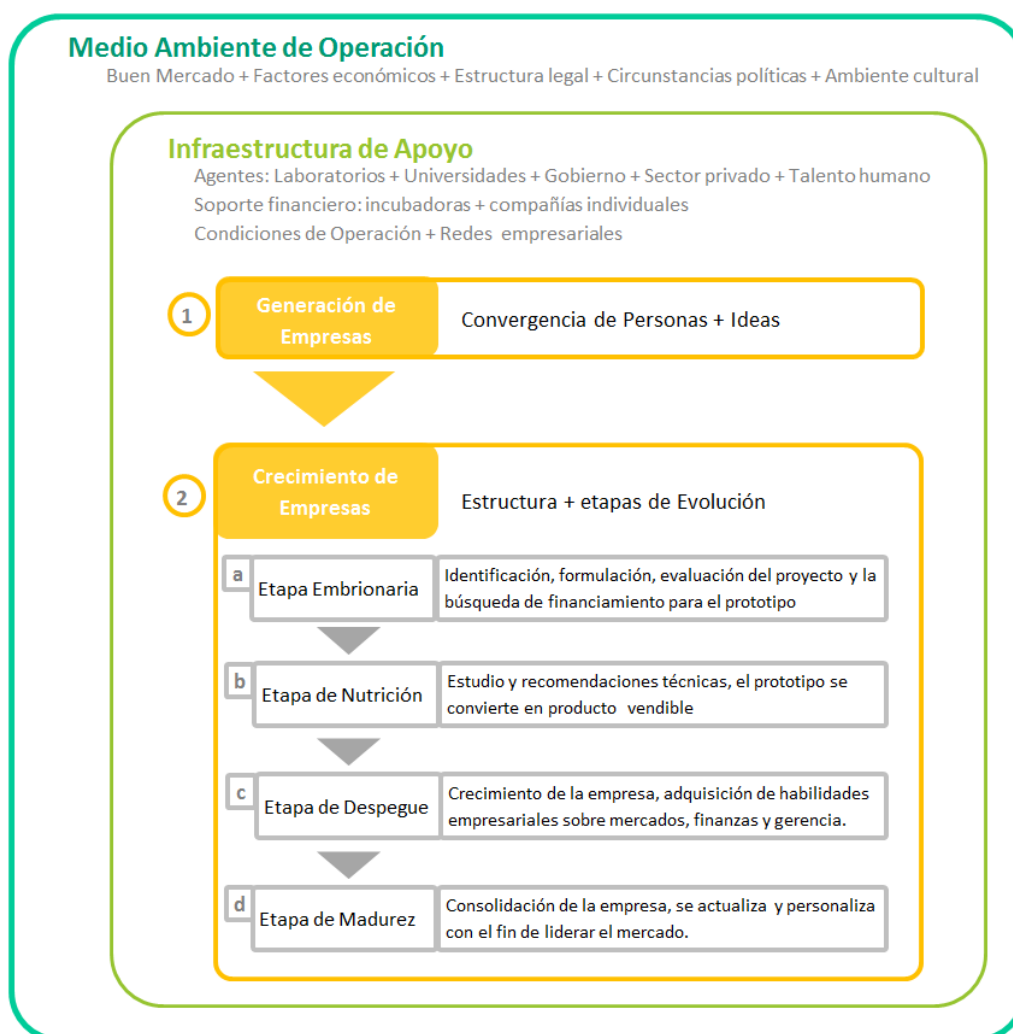 Medio Ambiente de Operación
Buen Mercado + Factores económicos + Estructura legal + Circunstancias políticas + Ambiente cultural
Infraestructura de Apoyo
Agentes: Laboratorios + Universidades + Gobierno + Sector privado + Talento humano
Soporte financiero: incubadoras + compañías individuales
Condiciones de Operación + Redes empresariales
1
Generación de
Empresas
Convergencia de Personas + Ideas
2
Crecimiento de
Empresas
Estructura + etapas de Evolución
a
Etapa Embrionaria
Identificación, formulación, evaluación del proyecto y la
búsqueda de financiamiento para el prototipo
b
Etapa de Nutrición
Estudio y recomendaciones técnicas, el prototipo se
convierte en producto vendible
c
Etapa de Despegue
Crecimiento de la empresa, adquisición de habilidades
empresariales sobre mercados, finanzas y gerencia.
d
Etapa de Madurez
Consolidación de la empresa, se actualiza y personaliza
con el fin de liderar el mercado.